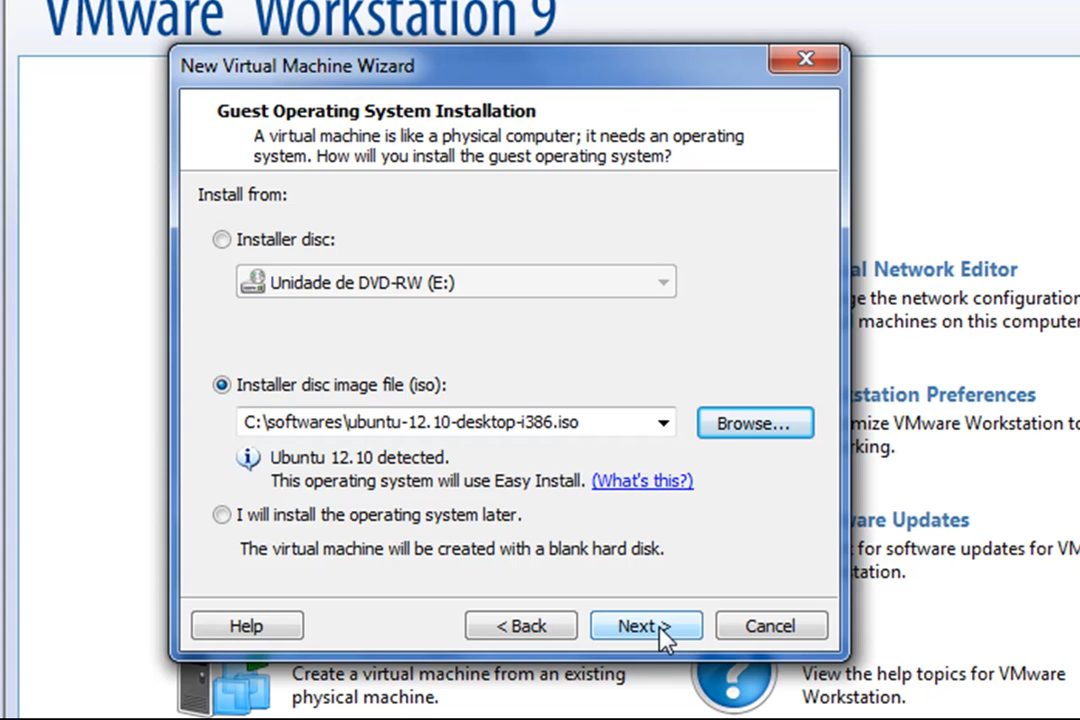 VMware Workstation 9
New Virtual Machine Wizard
Guest Operating System Installation
A virtual machine is like a physical computer; it needs an operating
system. How will you install the guest operating system?
Install from:
Installer disc:
Unidade de DVD-RW (E:)
al Network Editor
ge the network configuration
machines on this computer
Installer disc image file (iso):
station Preferences
C:\softwares\ubuntu-12.10-desktop-i386.iso
Browse...
mize VMware Workstation to
rking.
Ubuntu 12.10 detected.
This operating system will use Easy Install. (What's this?)
I will install the operating system later.
ware Updates
The virtual machine will be created with a blank hard disk.
for software updates for VM
station.
Help
< Back
Next >
Cancel
Create a virtual machine from an existing
physical machine.
View the help topics for VMware
Workstation.